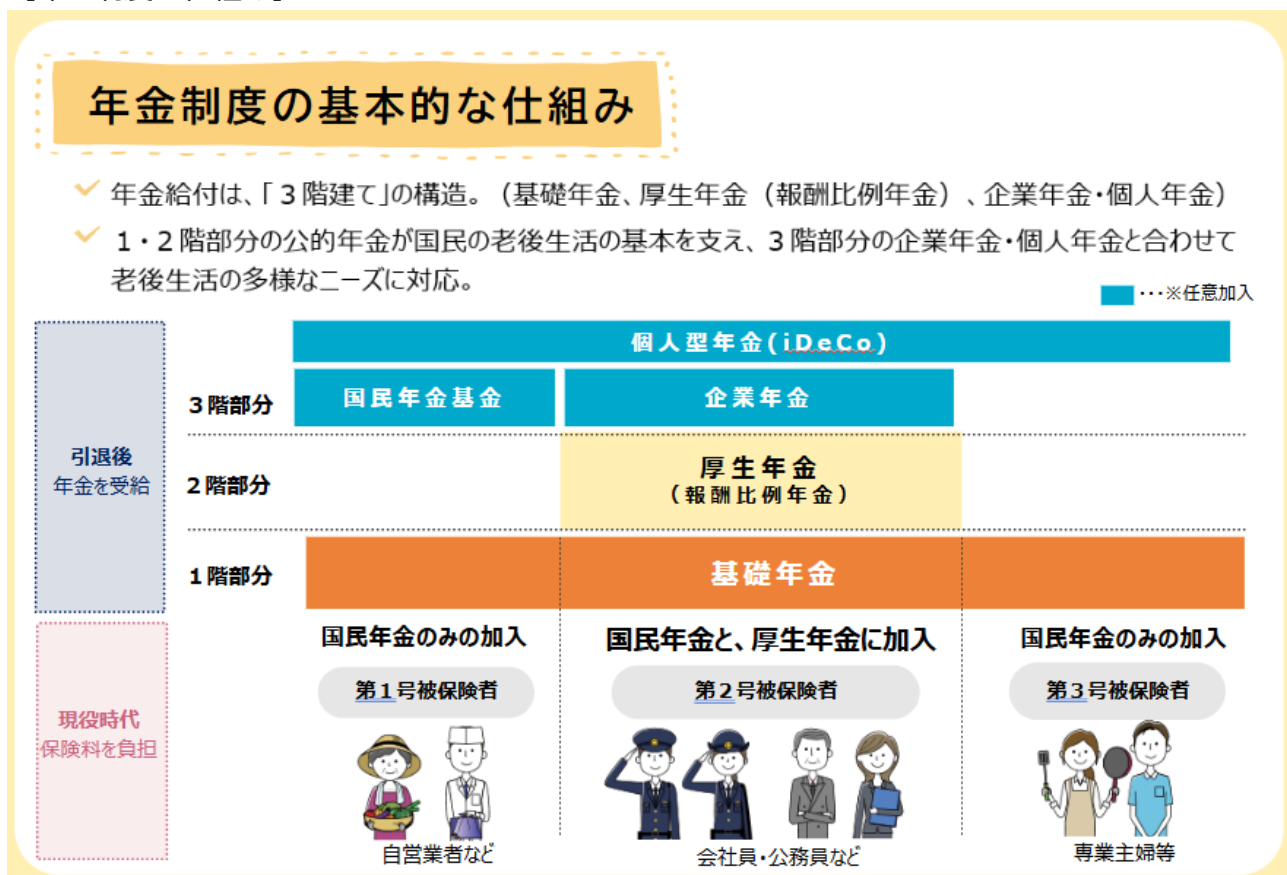 年金制度の基本的な仕組み
年金給付は、「3階建て」の構造。（基礎年金、厚生年金（報酬比例年金）、企業年金・個人年金）
1・2階部分の公的年金が国民の老後生活の基本を支え、3階部分の企業年金・個人年金と合わせて
老後生活の多様なニーズに対応。
･･･※任意加入
個人型年金(iDeCo)
3階部分
国民年金基金
企業年金
引退後
年金を受給
2階部分
厚生年金
（報酬比例年金）
1階部分
基礎年金
国民年金のみの加入
国民年金と、厚生年金に加入
国民年金のみの加入
第1号被保険者
第2号被保険者
第3号被保険者
現役時代
保険料を負担
自営業者など
会社員・公務員など
専業主婦等